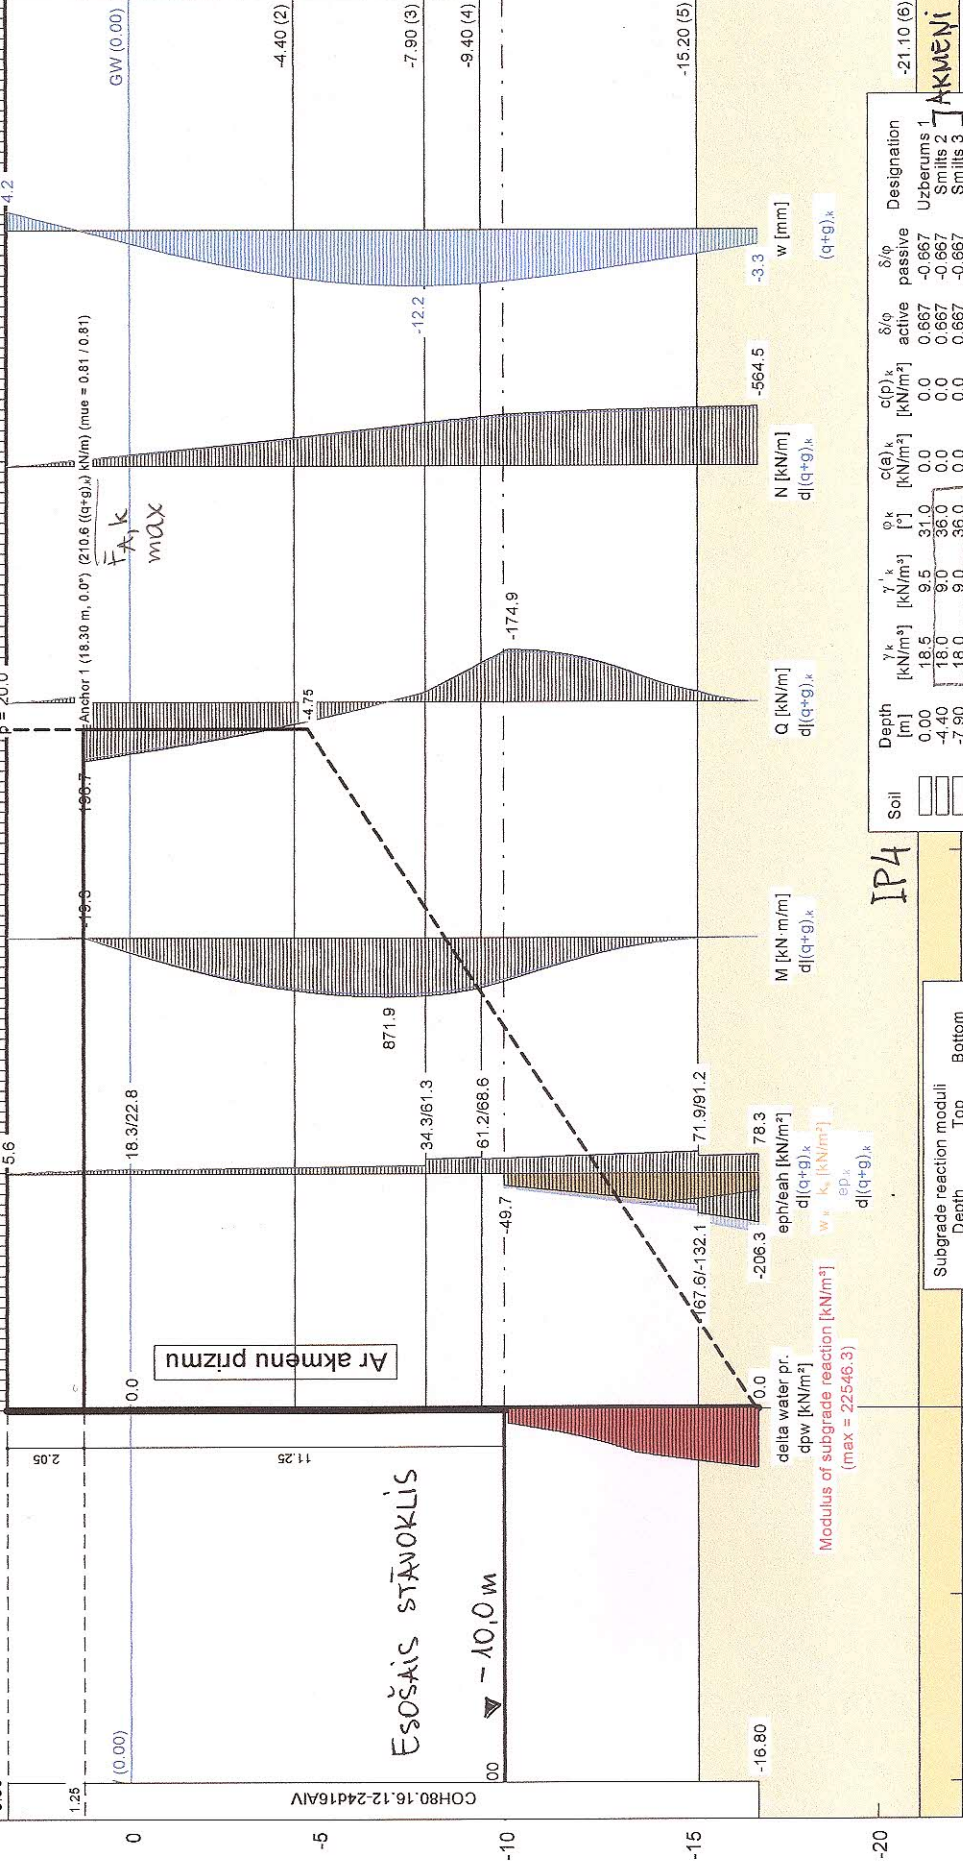 4.2
p = 20.0
5.6
GW (0.00)
-4.40 (2)
-7.90 (3)
-9.40 (4)
-15.20 (5)
-21.10 (6)
Anchor 1 (18.30 m, 0.0°) (210.6 ((q+g),k) kN/m) (mue = 0.81 / 0.81)
F A,k
max
1.25
2.05
11.25
(0.00)
0.0
18.3/22.8
-19.3
-4.75
871.9
34.3/61.3
61.2/68.6
-12.2
-174.9
-49.7
71.9/91.2
167.6/-132.1
0.0
-206.3
78.3
-564.5
-3.3
-16.80
00
Ar akmeņu prizmu
ESOŠAIS STĀVOKLIS
-10,0 m
COH80.16.12-24d16AIV
0
-5
-10
-15
-20
delta water pr.
dpw [kN/m²]
Modulus of subgrade reaction [kN/m³]
(max = 22546.3)
eph/eah [kN/m²]
d|(q+g),k
ep,k
d|(q+g),k
M [kN·m/m]
d|(q+g),k
Q [kN/m]
d|(q+g),k
N [kN/m]
d|(q+g),k
w [mm]
(q+g),k
IP4
Soil Depth [m] γk [kN/m³] γ'k [kN/m³] φk [°] c(a),k [kN/m²] c(p),k [kN/m²] δ/φ active δ/φ passive Designation
0.00 18.5 9.5 31.0 0.0 0.0 0.667 -0.667 Uzberums 1
-4.40 18.0 9.0 36.0 0.0 0.0 0.667 -0.667 Smilts 2
-7.90 18.0 9.0 36.0 0.0 0.0 0.667 -0.667 Smilts 3
AKMEŅI
Subgrade reaction moduli
Depth Top Bottom